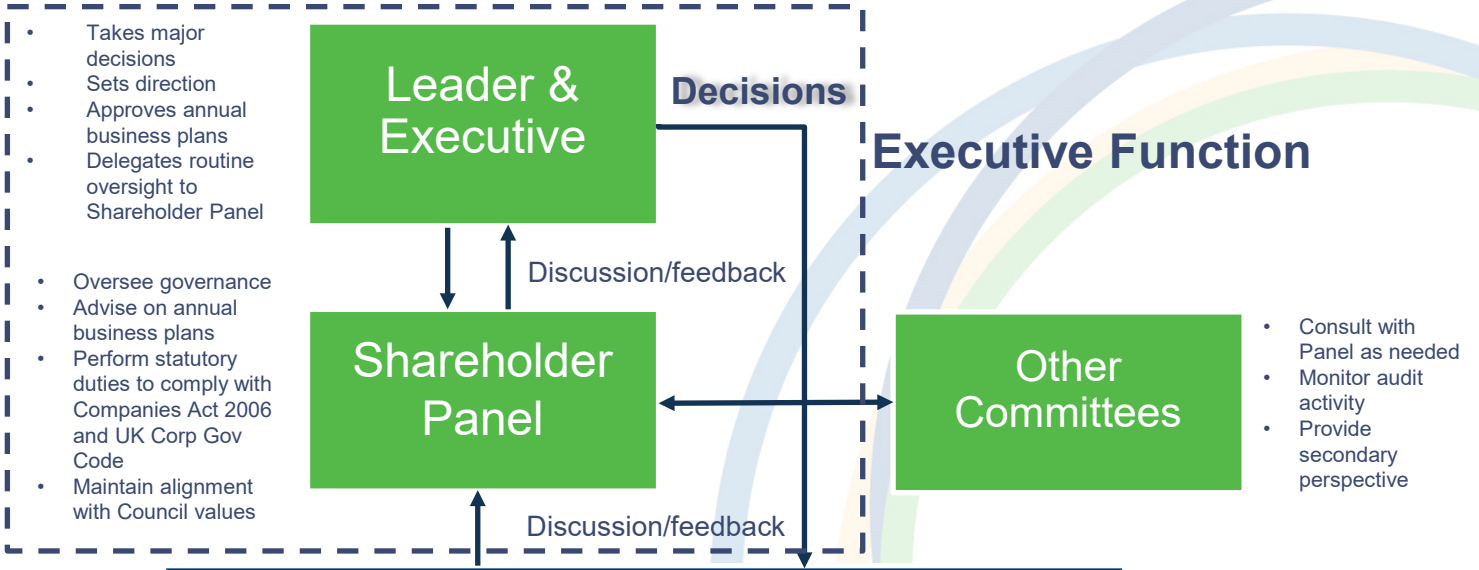 • Takes major
decisions
• Sets direction
• Approves annual
business plans
• Delegates routine
oversight to
Shareholder Panel
Leader &
Executive
Decisions
Executive Function
Discussion/feedback
• Oversee governance
• Advise on annual
business plans
• Perform statutory
duties to comply with
Companies Act 2006
and UK Corp Gov
Code
• Maintain alignment
with Council values
Shareholder
Panel
Other
Committees
• Consult with
Panel as needed
• Monitor audit
activity
• Provide
secondary
perspective
Discussion/feedback